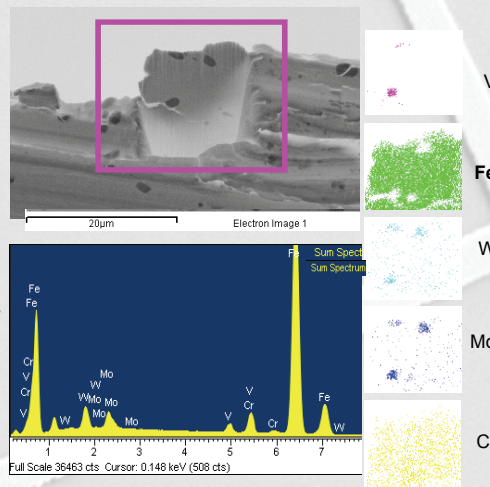 20µm
Electron Image 1
V
Fe
W
Mo
C
Sum Spect
Sum Spectrum
Fe
Fe
Fe
Cr
V
Cr
V
W
W
W
Mo
Mo
Mo
Mo
Mo
V
V
Cr
Cr
Fe
W
1 2 3 4 5 6 7
Full Scale 36463 cts Cursor: 0.148 keV (508 cts)